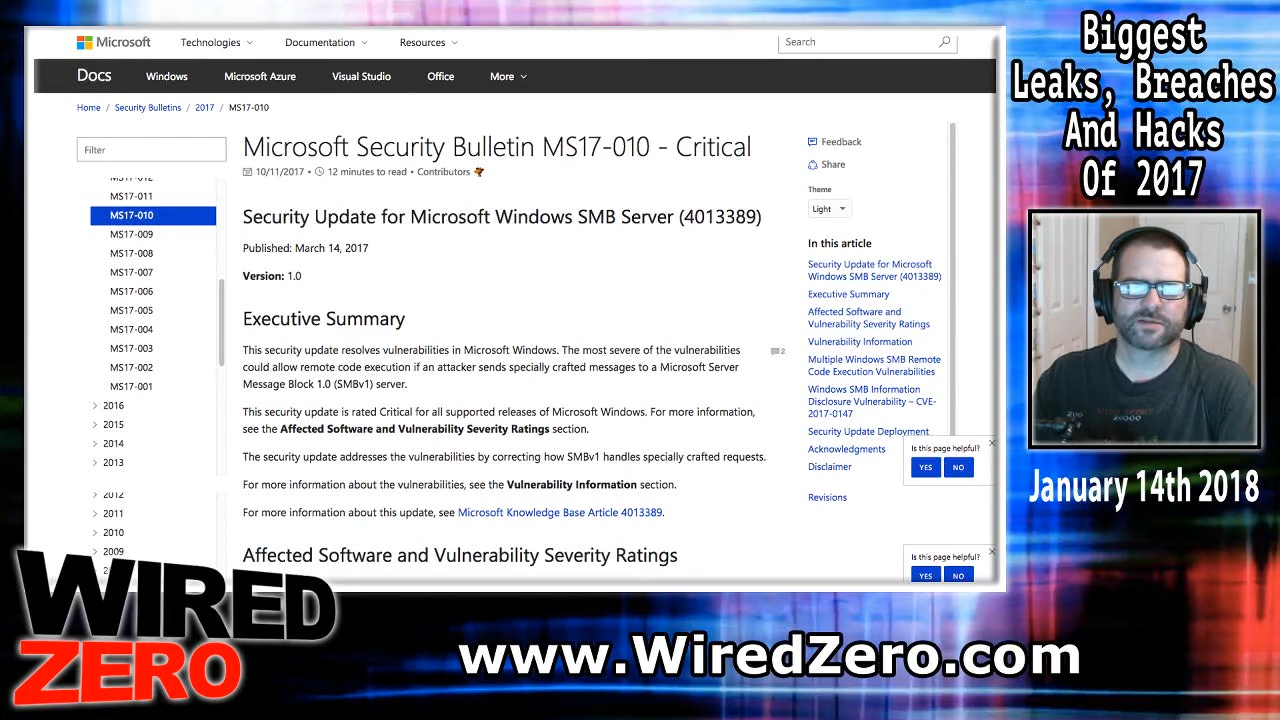 Microsoft
Technologies
Documentation
Resources
Search
Docs
Windows
Microsoft Azure
Visual Studio
Office
More
Home / Security Bulletins / 2017 / MS17-010
Filter
MS17-012
MS17-011
MS17-010
MS17-009
MS17-008
MS17-007
MS17-006
MS17-005
MS17-004
MS17-003
MS17-002
MS17-001
2016
2015
2014
2013
2012
2011
2010
2009
Microsoft Security Bulletin MS17-010 - Critical
10/11/2017 • 12 minutes to read • Contributors
Security Update for Microsoft Windows SMB Server (4013389)
Published: March 14, 2017
Version: 1.0
Executive Summary
This security update resolves vulnerabilities in Microsoft Windows. The most severe of the vulnerabilities
could allow remote code execution if an attacker sends specially crafted messages to a Microsoft Server
Message Block 1.0 (SMBv1) server.
2
This security update is rated Critical for all supported releases of Microsoft Windows. For more information,
see the Affected Software and Vulnerability Severity Ratings section.
The security update addresses the vulnerabilities by correcting how SMBv1 handles specially crafted requests.
For more information about the vulnerabilities, see the Vulnerability Information section.
For more information about this update, see Microsoft Knowledge Base Article 4013389.
Affected Software and Vulnerability Severity Ratings
Feedback
Share
Theme
Light
In this article
Security Update for Microsoft
Windows SMB Server (4013389)
Executive Summary
Affected Software and
Vulnerability Severity Ratings
Vulnerability Information
Multiple Windows SMB Remote
Code Execution Vulnerabilities
Windows SMB Information
Disclosure Vulnerability – CVE-
2017-0147
Security Update Deployment
Acknowledgments
Disclaimer
Revisions
Is this page helpful?
YES NO
Is this page helpful?
YES NO
Biggest
Leaks, Breaches
And Hacks
Of 2017
January 14th 2018
WIRED
ZERO
www.WiredZero.com